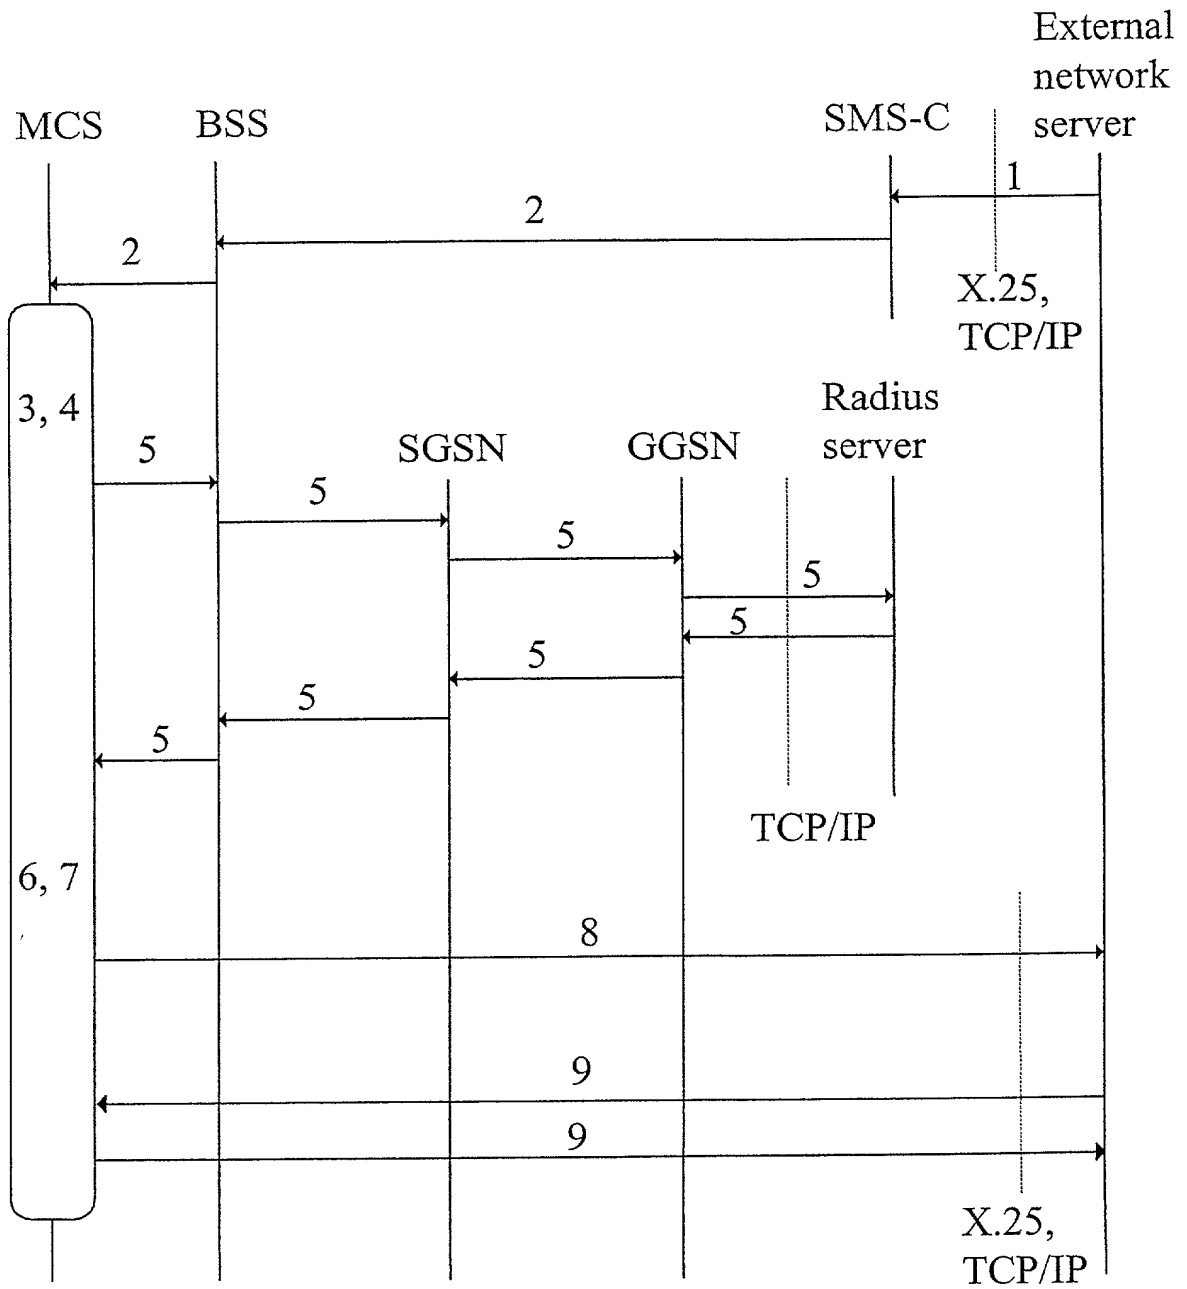 External
network
server
MCS
BSS
SMS-C
1
2
2
X.25,
TCP/IP
3, 4
Radius
server
SGSN
GGSN
5
5
5
5
5
5
5
5
TCP/IP
6, 7
8
9
9
X.25,
TCP/IP